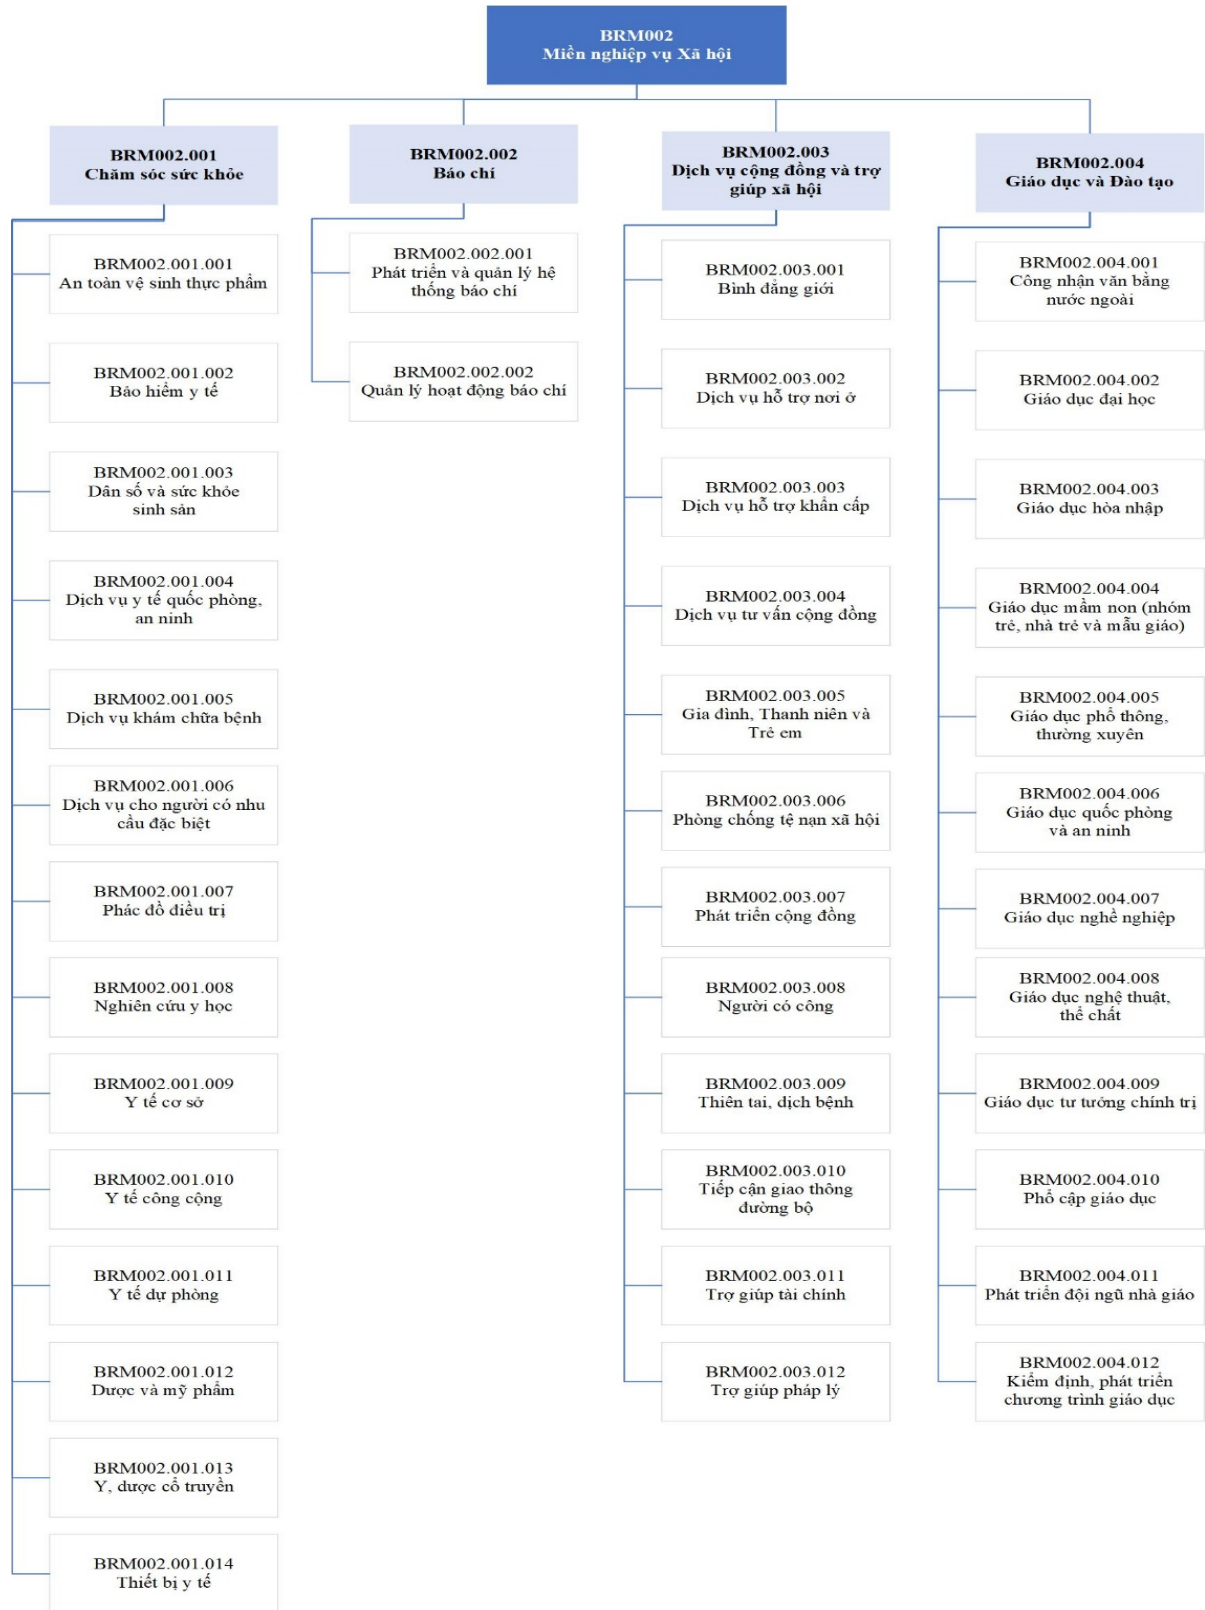 BRM002
Miền nghiệp vụ Xã hội
BRM002.001
Chăm sóc sức khỏe
BRM002.001.001
An toàn vệ sinh thực phẩm
BRM002.001.002
Bảo hiểm y tế
BRM002.001.003
Dân số và sức khỏe
sinh sản
BRM002.001.004
Dịch vụ y tế quốc phòng,
an ninh
BRM002.001.005
Dịch vụ khám chữa bệnh
BRM002.001.006
Dịch vụ cho người có nhu
cầu đặc biệt
BRM002.001.007
Phác đồ điều trị
BRM002.001.008
Nghiên cứu y học
BRM002.001.009
Y tế cơ sở
BRM002.001.010
Y tế công cộng
BRM002.001.011
Y tế dự phòng
BRM002.001.012
Dược và mỹ phẩm
BRM002.001.013
Y, dược cổ truyền
BRM002.001.014
Thiết bị y tế
BRM002.002
Báo chí
BRM002.002.001
Phát triển và quản lý hệ
thống báo chí
BRM002.002.002
Quản lý hoạt động báo chí
BRM002.003
Dịch vụ cộng đồng và trợ
giúp xã hội
BRM002.003.001
Bình đẳng giới
BRM002.003.002
Dịch vụ hỗ trợ nơi ở
BRM002.003.003
Dịch vụ hỗ trợ khẩn cấp
BRM002.003.004
Dịch vụ tư vấn cộng đồng
BRM002.003.005
Gia đình, Thanh niên và
Trẻ em
BRM002.003.006
Phòng chống tệ nạn xã hội
BRM002.003.007
Phát triển cộng đồng
BRM002.003.008
Người có công
BRM002.003.009
Thiên tai, dịch bệnh
BRM002.003.010
Tiếp cận giao thông
đường bộ
BRM002.003.011
Trợ giúp tài chính
BRM002.003.012
Trợ giúp pháp lý
BRM002.004
Giáo dục và Đào tạo
BRM002.004.001
Công nhận văn bằng
nước ngoài
BRM002.004.002
Giáo dục đại học
BRM002.004.003
Giáo dục hòa nhập
BRM002.004.004
Giáo dục mầm non (nhóm
trẻ, nhà trẻ và mẫu giáo)
BRM002.004.005
Giáo dục phổ thông,
thường xuyên
BRM002.004.006
Giáo dục quốc phòng
và an ninh
BRM002.004.007
Giáo dục nghề nghiệp
BRM002.004.008
Giáo dục nghệ thuật,
thể chất
BRM002.004.009
Giáo dục tư tưởng chính trị
BRM002.004.010
Phổ cập giáo dục
BRM002.004.011
Phát triển đội ngũ nhà giáo
BRM002.004.012
Kiểm định, phát triển
chương trình giáo dục